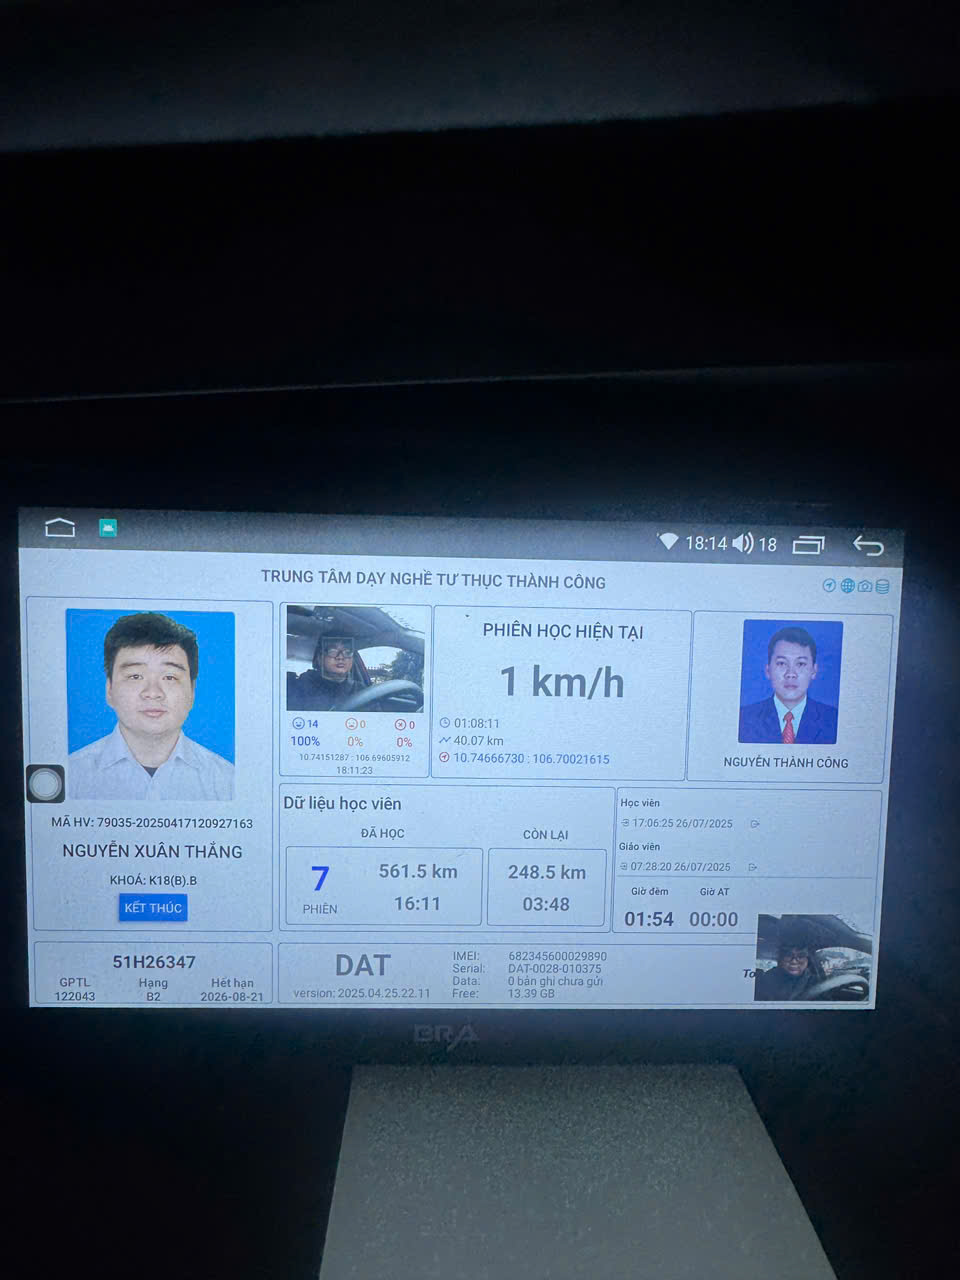 18:14 18
TRUNG TÂM DẠY NGHỀ TƯ THỤC THÀNH CÔNG
MÃ HV: 79035-20250417120927163
NGUYỄN XUÂN THẮNG
KHOÁ: K18(B).B
KẾT THÚC
14 0 0
100% 0% 0%
10.74151287 : 106.69605912
18:11:23
PHIÊN HỌC HIỆN TẠI
1 km/h
01:08:11
40.07 km
10.74666730 : 106.70021615
NGUYỄN THÀNH CÔNG
Dữ liệu học viên
ĐÃ HỌC
7
PHIÊN
561.5 km
16:11
CÒN LẠI
248.5 km
03:48
Học viên
17:06:25 26/07/2025
Giáo viên
07:28:20 26/07/2025
Giờ đêm Giờ AT
01:54 00:00
51H26347
GPTL Hạng Hết hạn
122043 B2 2026-08-21
DAT
version: 2025.04.25.22.11
IMEI: 682345600029890
Serial: DAT-0028-010375
Data: 0 bản ghi chưa gửi
Free: 13.39 GB
BRA